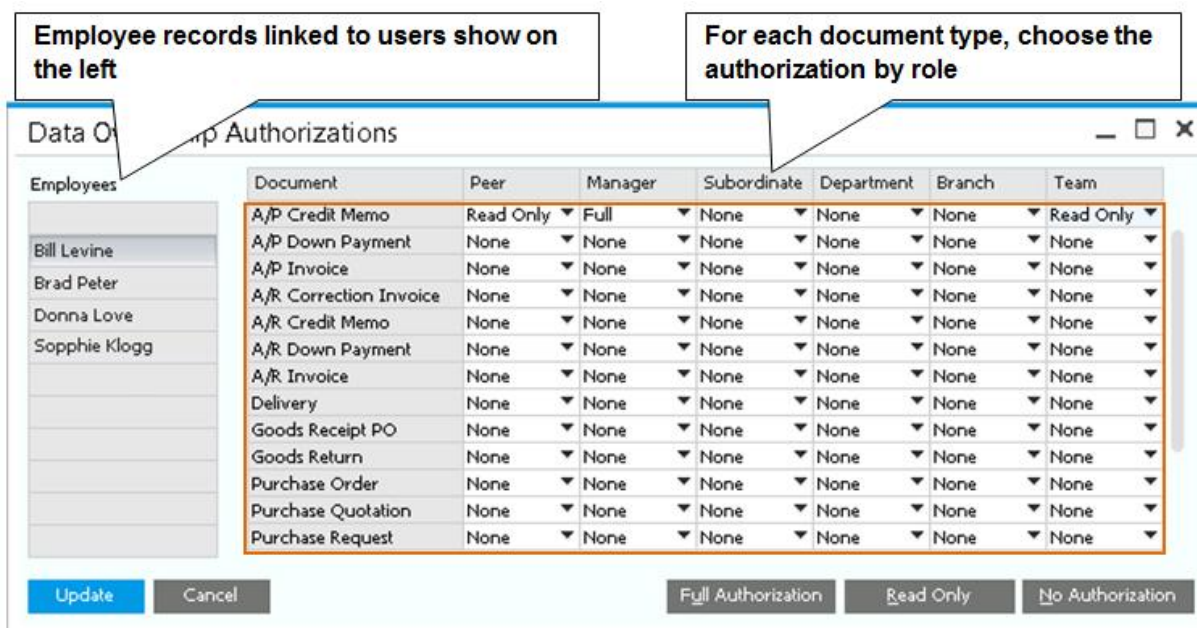 Employee records linked to users show on
the left
For each document type, choose the
authorization by role
Data O ip Authorizations
Employees
Document Peer Manager Subordinate Department Branch Team
A/P Credit Memo Read Only Full None None None Read Only
A/P Down Payment None None None None None None
A/P Invoice None None None None None None
A/R Correction Invoice None None None None None None
A/R Credit Memo None None None None None None
A/R Down Payment None None None None None None
A/R Invoice None None None None None None
Delivery None None None None None None
Goods Receipt PO None None None None None None
Goods Return None None None None None None
Purchase Order None None None None None None
Purchase Quotation None None None None None None
Purchase Request None None None None None None
Bill Levine
Brad Peter
Donna Love
Sopphie Klogg
Update Cancel Full Authorization Read Only No Authorization